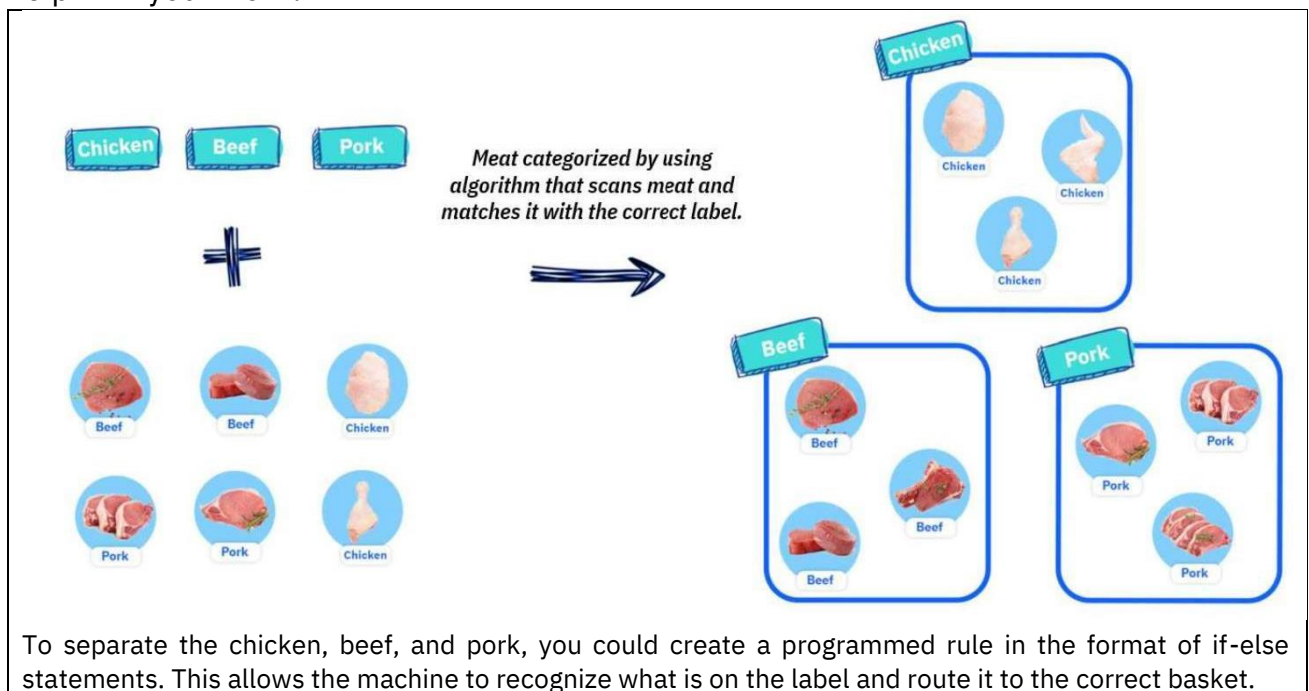 Chicken
Beef
Pork
Meat categorized by using
algorithm that scans meat and
matches it with the correct label.
Beef
Beef
Chicken
Pork
Pork
Chicken
Chicken
Chicken
Chicken
Chicken
Beef
Beef
Beef
Beef
Pork
Pork
Pork
Pork
To separate the chicken, beef, and pork, you could create a programmed rule in the format of if-else
statements. This allows the machine to recognize what is on the label and route it to the correct basket.